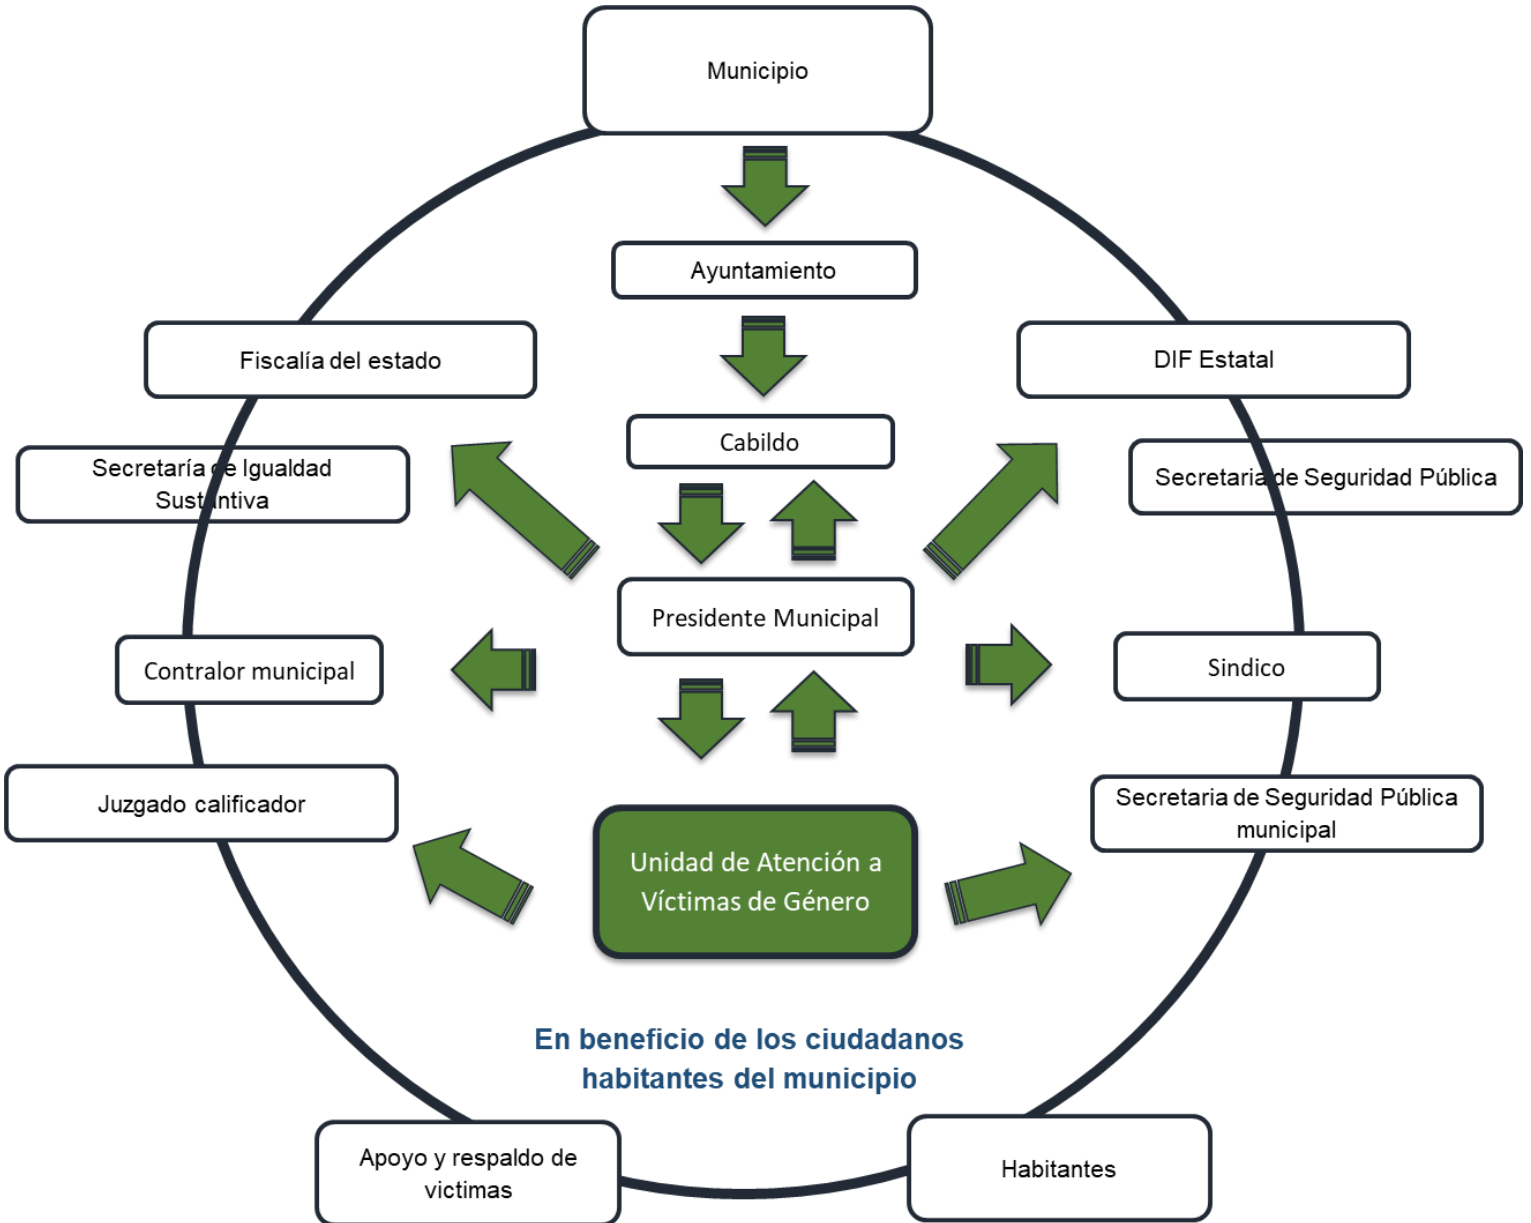 Municipio
Ayuntamiento
Fiscalía del estado
DIF Estatal
Cabildo
Secretaría de Igualdad
Sustantiva
Secretaria de Seguridad Pública
Presidente Municipal
Contralor municipal
Sindico
Juzgado calificador
Secretaria de Seguridad Pública
municipal
Unidad de Atención a
Víctimas de Género
En beneficio de los ciudadanos
habitantes del municipio
Apoyo y respaldo de
victimas
Habitantes